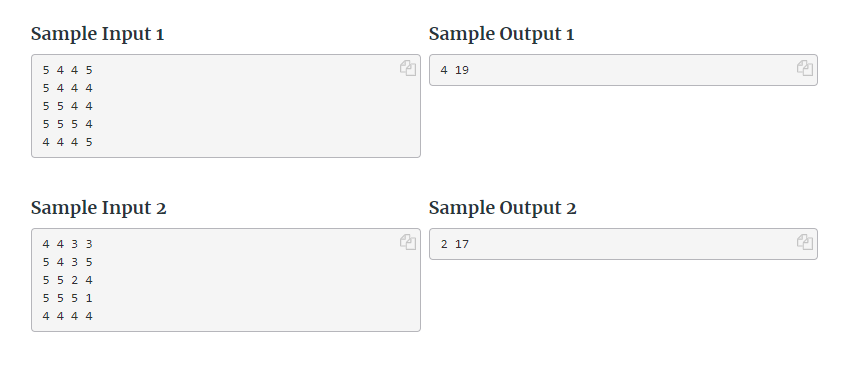 Sample Input 1
5 4 4 5
5 4 4 4
5 5 4 4
5 5 5 4
4 4 4 5
Sample Output 1
4 19
Sample Input 2
4 4 3 3
5 4 3 5
5 5 2 4
5 5 5 1
4 4 4 4
Sample Output 2
2 17